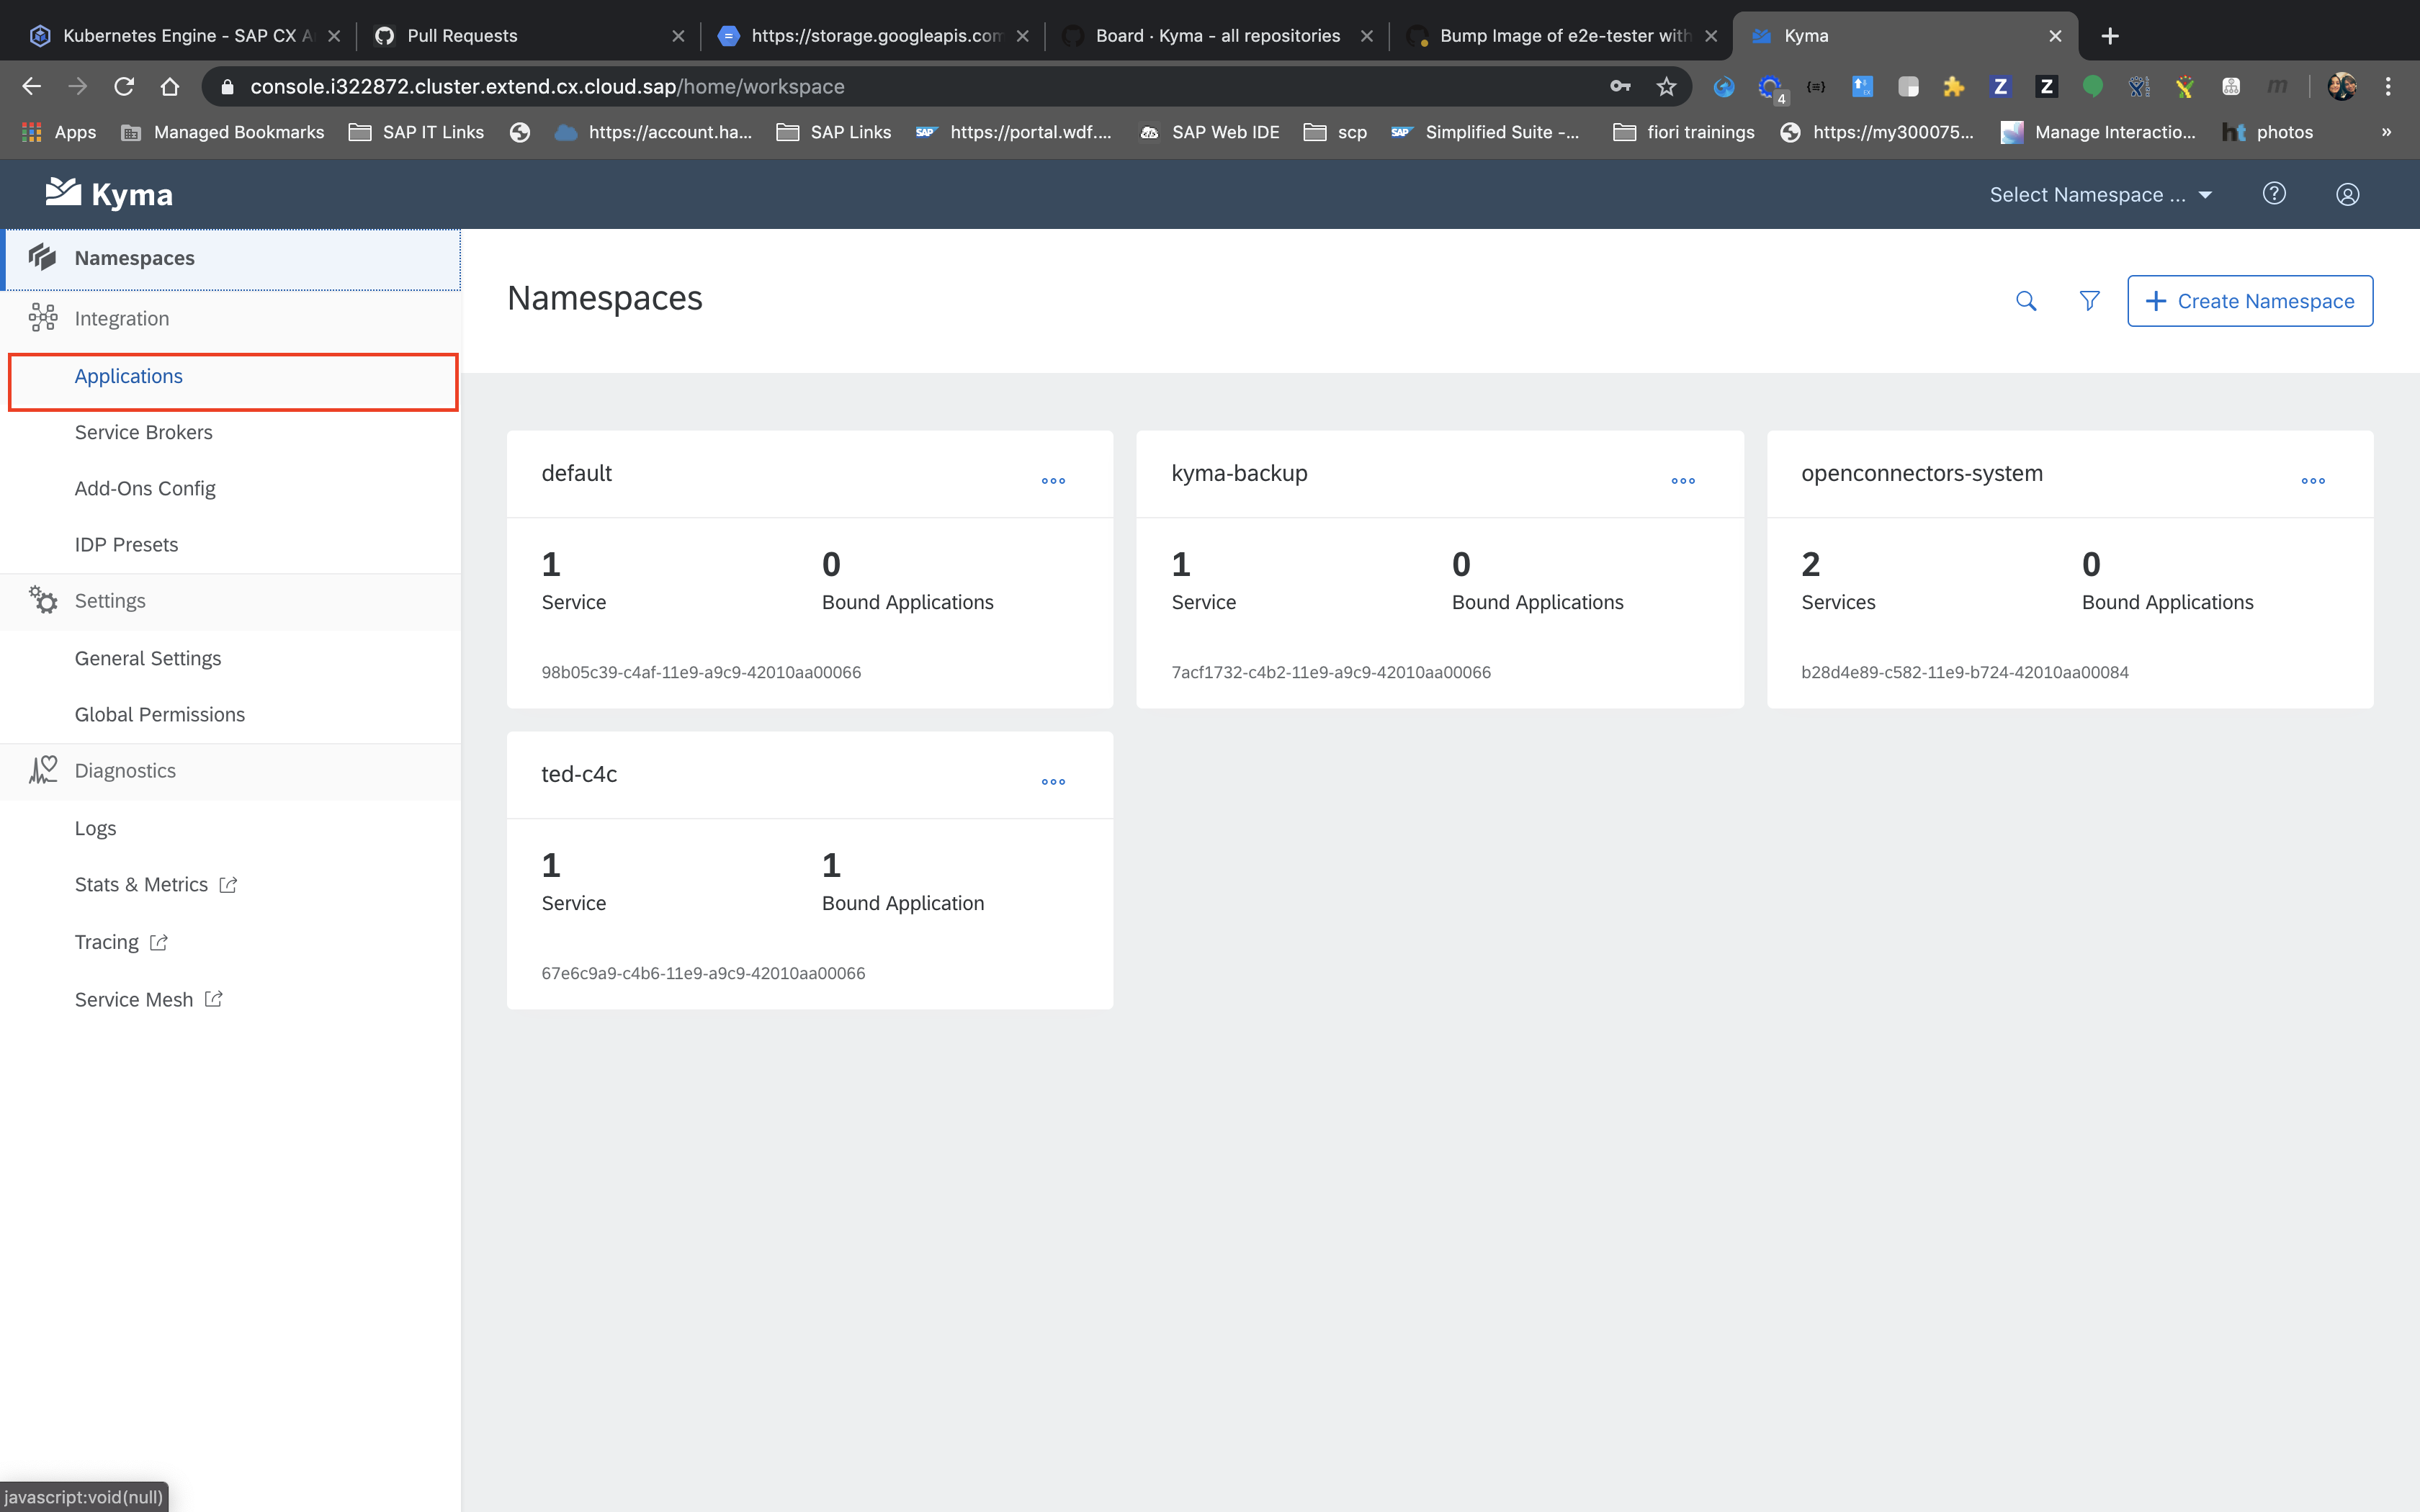 Kubernetes Engine - SAP CX A
Pull Requests
https://storage.googleapis.com
Board · Kyma - all repositories
Bump Image of e2e-tester with
Kyma
console.i322872.cluster.extend.cx.cloud.sap/home/workspace
4
Apps
Managed Bookmarks
SAP IT Links
https://account.ha...
SAP Links
SAP
https://portal.wdf....
SAP Web IDE
scp
SAP
Simplified Suite -...
fiori trainings
https://my300075...
Manage Interactio...
ht
photos
»
Kyma
Select Namespace ...
Namespaces
Integration
Applications
Service Brokers
Add-Ons Config
IDP Presets
Settings
General Settings
Global Permissions
Diagnostics
Logs
Stats & Metrics
Tracing
Service Mesh
Namespaces
+ Create Namespace
default
1
Service
0
Bound Applications
98b05c39-c4af-11e9-a9c9-42010aa00066
kyma-backup
1
Service
0
Bound Applications
7acf1732-c4b2-11e9-a9c9-42010aa00066
openconnectors-system
2
Services
0
Bound Applications
b28d4e89-c582-11e9-b724-42010aa00084
ted-c4c
1
Service
1
Bound Application
67e6c9a9-c4b6-11e9-a9c9-42010aa00066
javascript:void(null)